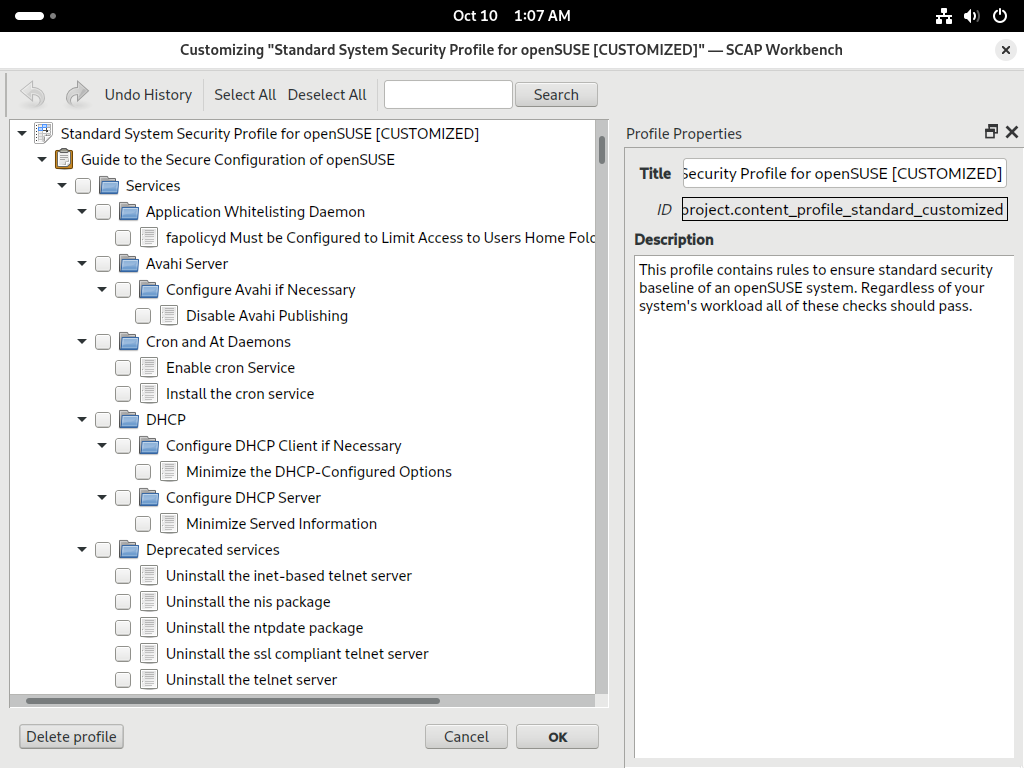 Oct 10 1:07 AM
Customizing "Standard System Security Profile for openSUSE [CUSTOMIZED]" — SCAP Workbench
Undo History Select All Deselect All Search
Standard System Security Profile for openSUSE [CUSTOMIZED]
Guide to the Secure Configuration of openSUSE
Services
Application Whitelisting Daemon
fapolicyd Must be Configured to Limit Access to Users Home Fol
Avahi Server
Configure Avahi if Necessary
Disable Avahi Publishing
Cron and At Daemons
Enable cron Service
Install the cron service
DHCP
Configure DHCP Client if Necessary
Minimize the DHCP-Configured Options
Configure DHCP Server
Minimize Served Information
Deprecated services
Uninstall the inet-based telnet server
Uninstall the nis package
Uninstall the ntpdate package
Uninstall the ssl compliant telnet server
Uninstall the telnet server
Delete profile Cancel OK
Profile Properties
Title Security Profile for openSUSE [CUSTOMIZED]
ID project.content_profile_standard_customized
Description
This profile contains rules to ensure standard security
baseline of an openSUSE system. Regardless of your
system's workload all of these checks should pass.